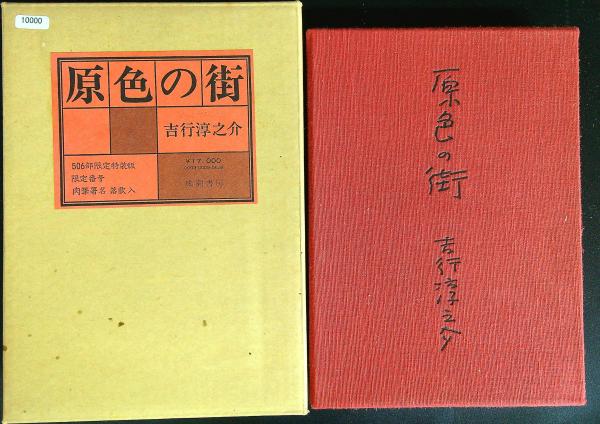 10000
原色の街
吉行淳之介
506部限定特装版
限定番号
肉筆署名 落款入
¥17,000
原色の街
吉行淳之介